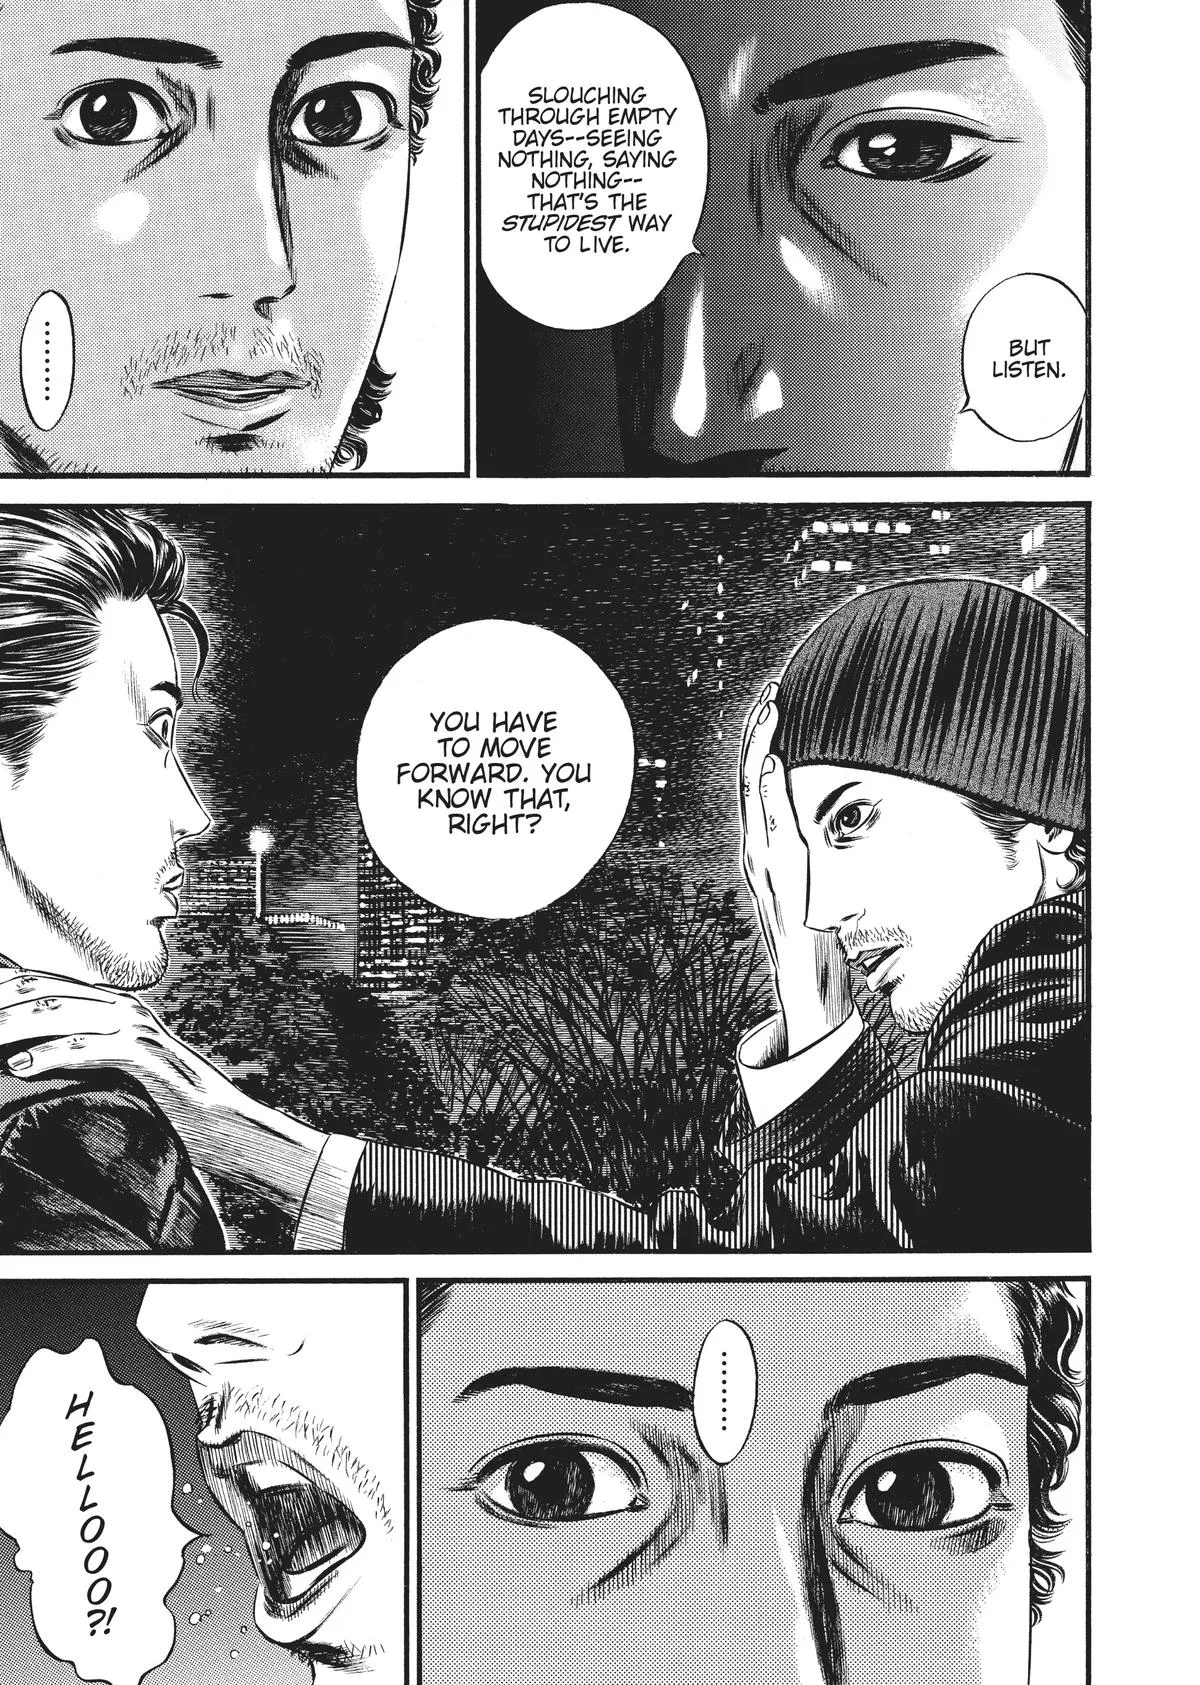 BUT
LISTEN.
SLOUCHING
THROUGH EMPTY
DAYS--SEEING
NOTHING, SAYING
NOTHING--
THAT'S THE
STUPIDEST WAY
TO LIVE.
.........
YOU HAVE
TO MOVE
FORWARD. YOU
KNOW THAT,
RIGHT?
.........
HELLOOO?!